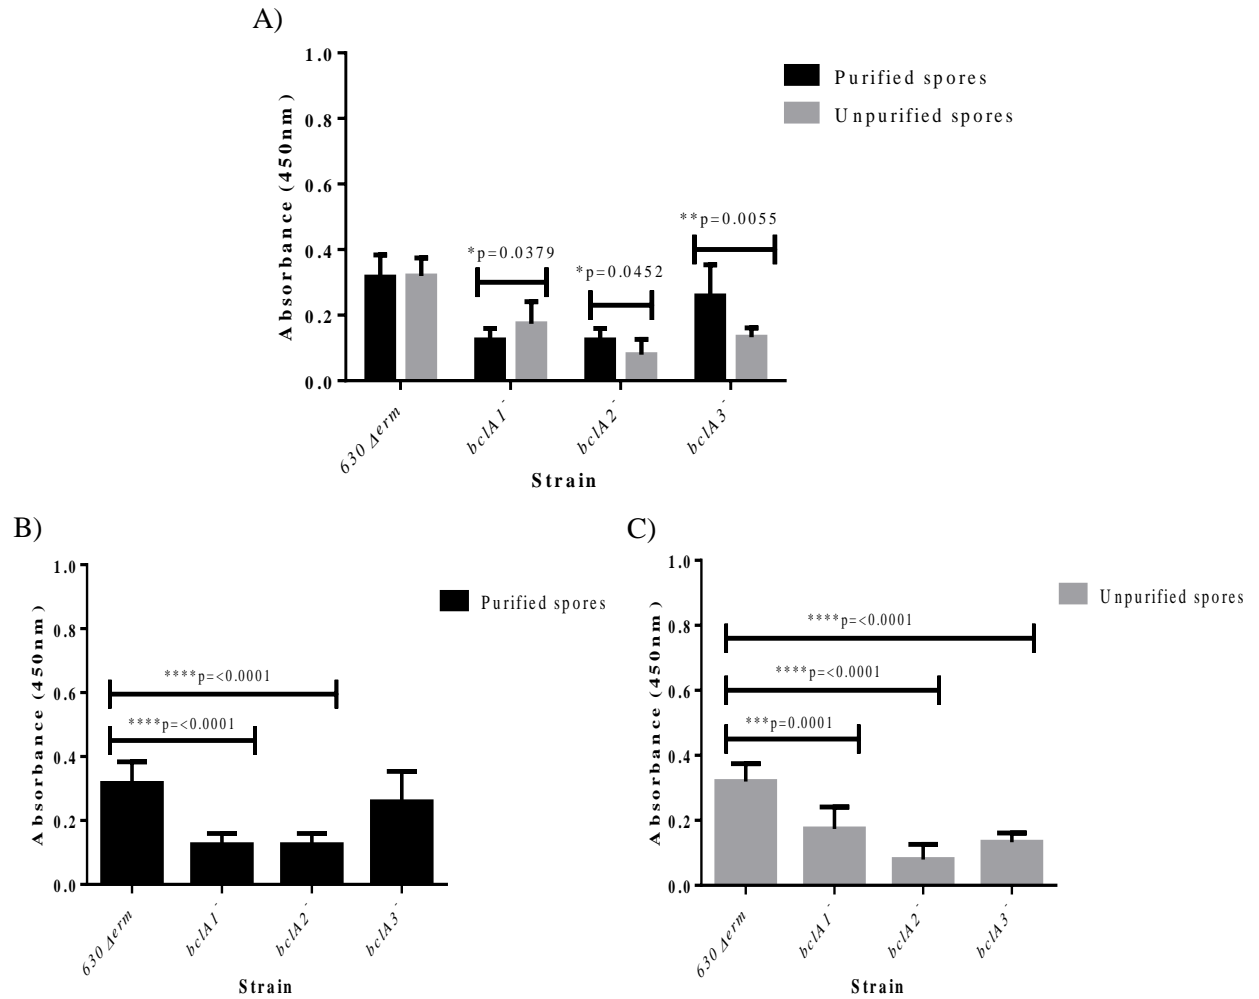 A)
1.0
0.8
0.6
0.4
0.2
0.0
Absorbance (450nm)
Purified spores
Unpurified spores
*p=0.0379
*p=0.0452
**p=0.0055
630 Δerm
bclA1-
bclA2-
bclA3-
Strain
B)
1.0
0.8
0.6
0.4
0.2
0.0
Absorbance (450nm)
Purified spores
****p=<0.0001
****p=<0.0001
630 Δerm
bclA1-
bclA2-
bclA3-
Strain
C)
1.0
0.8
0.6
0.4
0.2
0.0
Absorbance (450nm)
Unpurified spores
****p=<0.0001
****p=<0.0001
***p=0.0001
630 Δerm
bclA1-
bclA2-
bclA3-
Strain